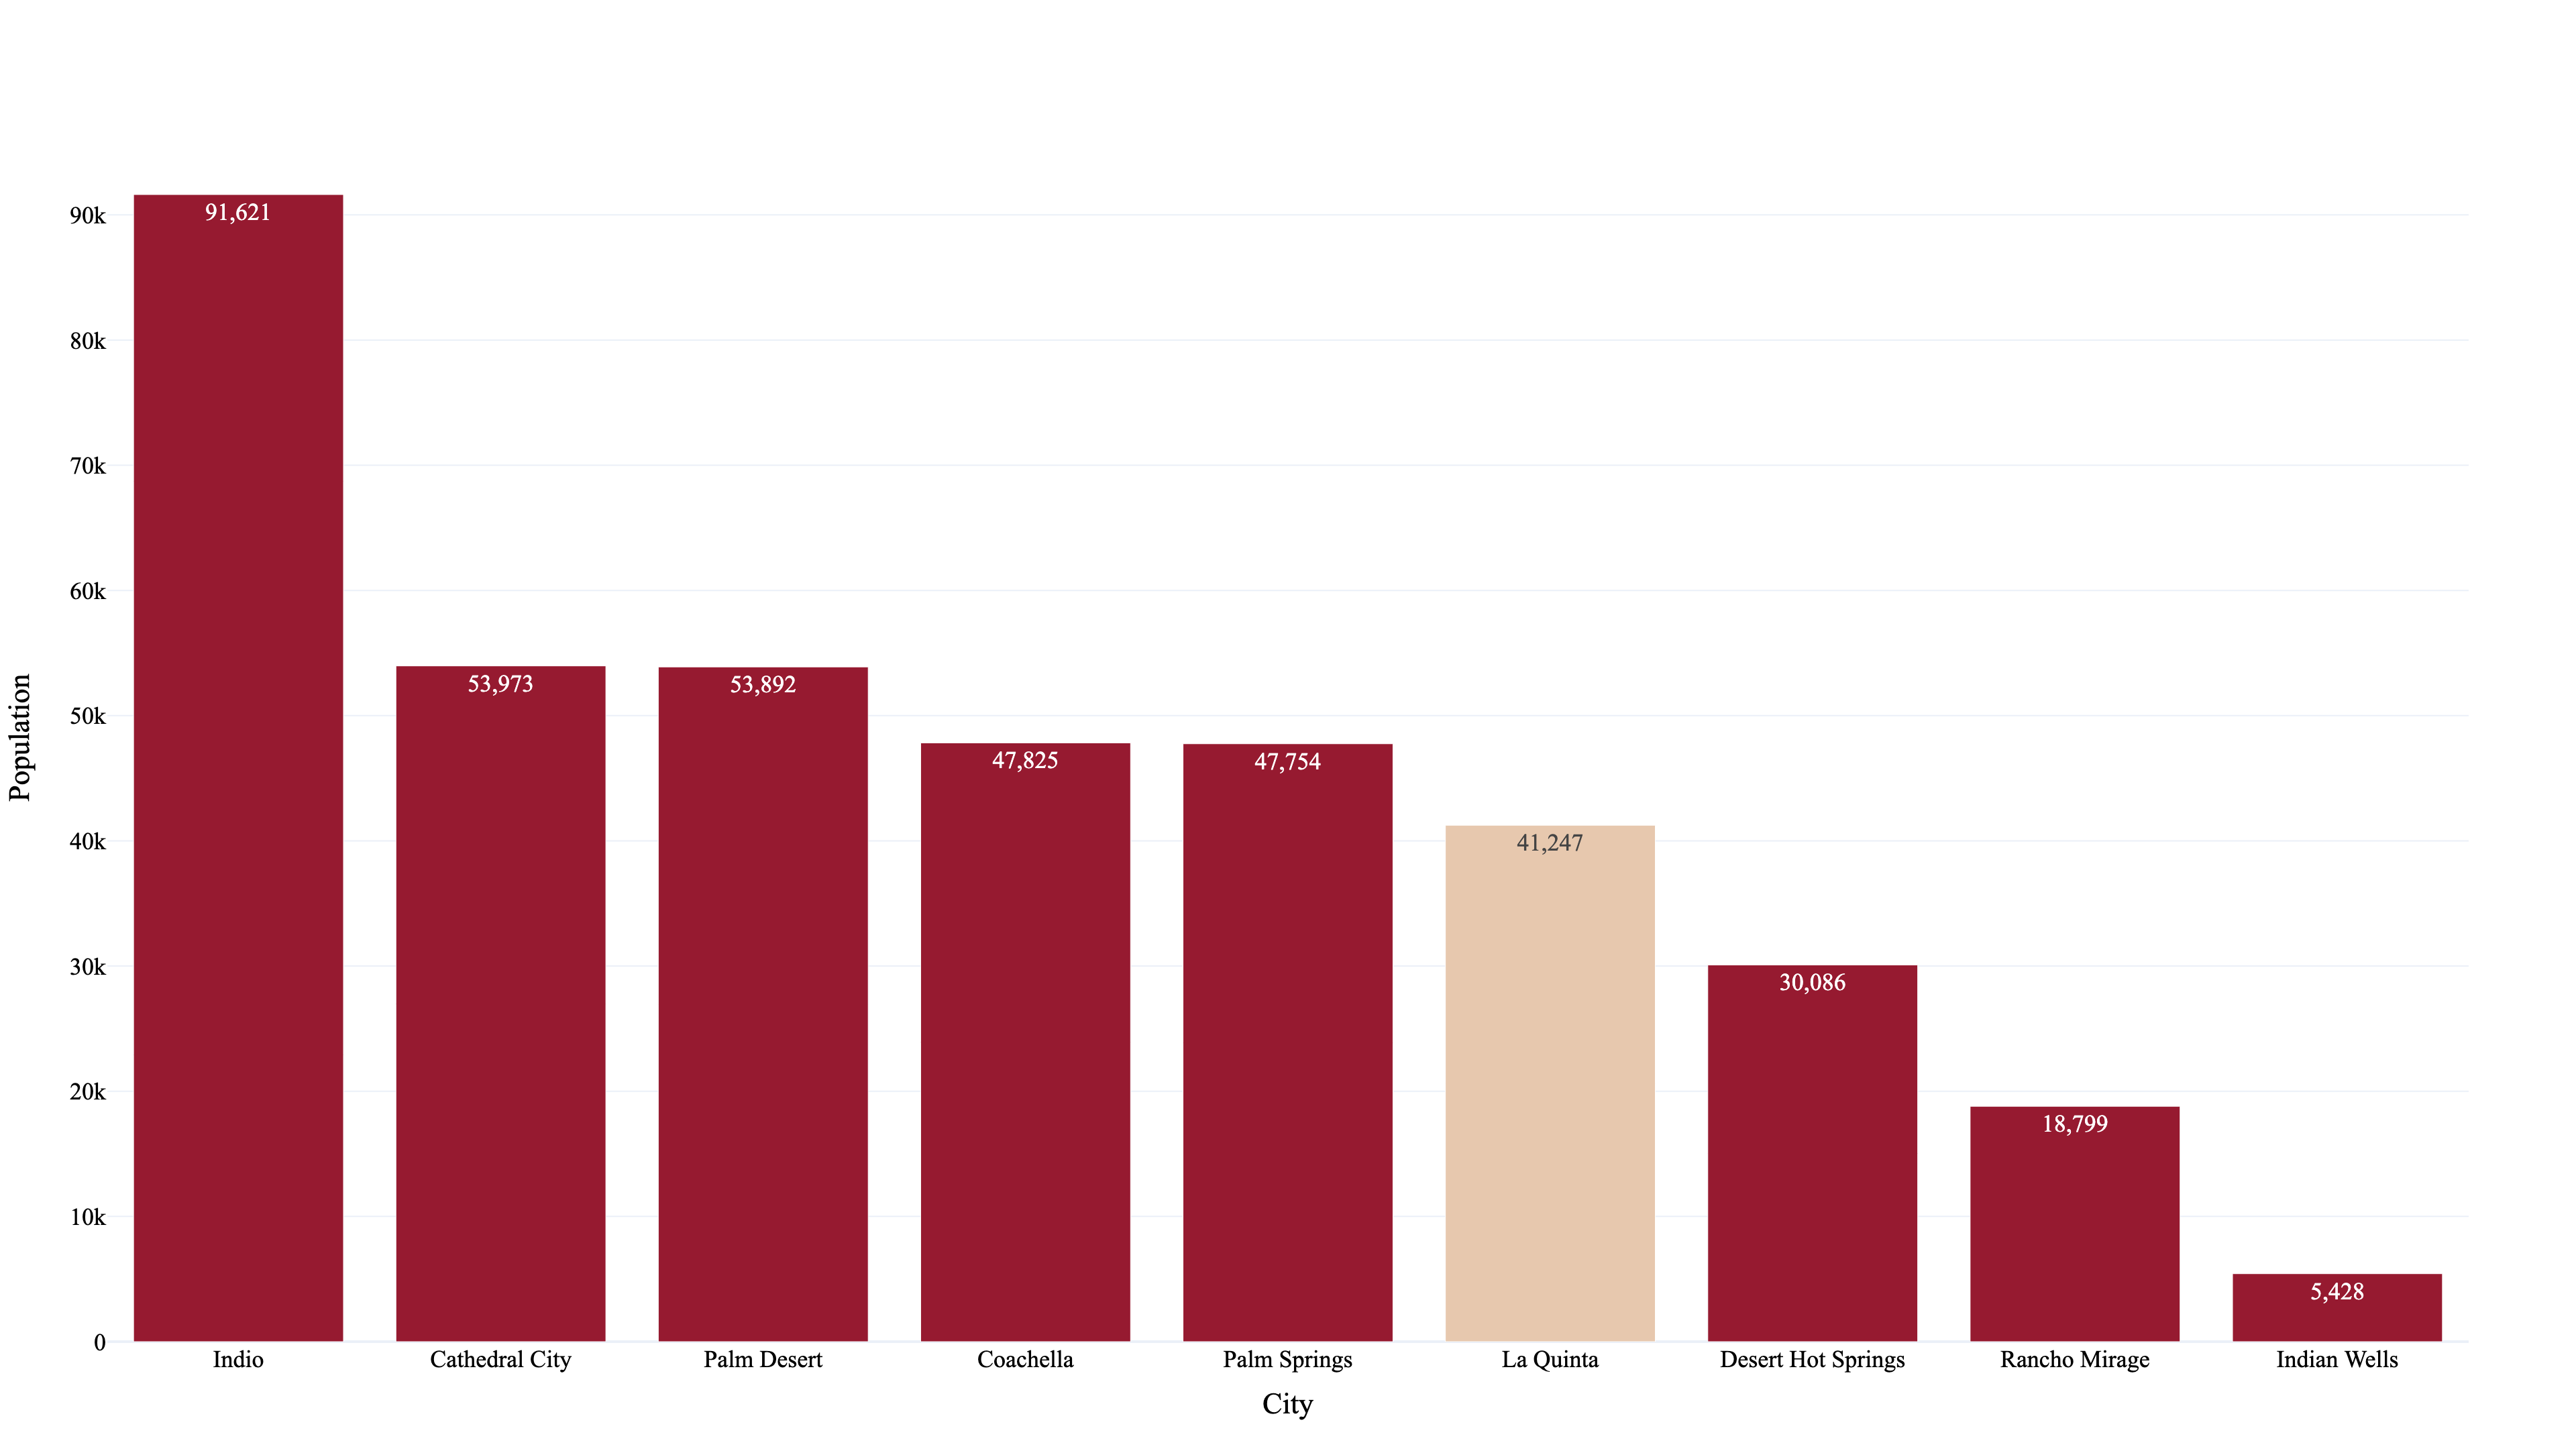 91,621
90k
80k
70k
60k
53,973
53,892
50k
47,825
47,754
41,247
40k
30k
30,086
20k
18,799
10k
5,428
0
Population
Indio
Cathedral City
Palm Desert
Coachella
Palm Springs
La Quinta
Desert Hot Springs
Rancho Mirage
Indian Wells
City